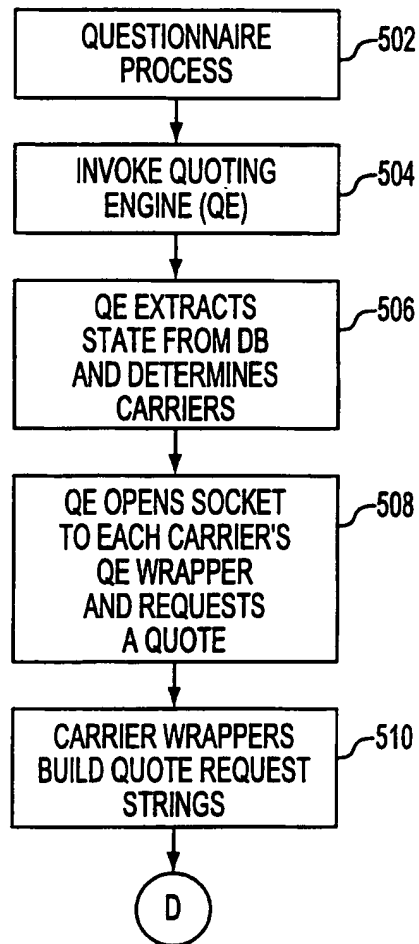 QUESTIONNAIRE
PROCESS
502
INVOKE QUOTING
ENGINE (QE)
504
QE EXTRACTS
STATE FROM DB
AND DETERMINES
CARRIERS
506
QE OPENS SOCKET
TO EACH CARRIER'S
QE WRAPPER
AND REQUESTS
A QUOTE
508
CARRIER WRAPPERS
BUILD QUOTE REQUEST
STRINGS
510
D